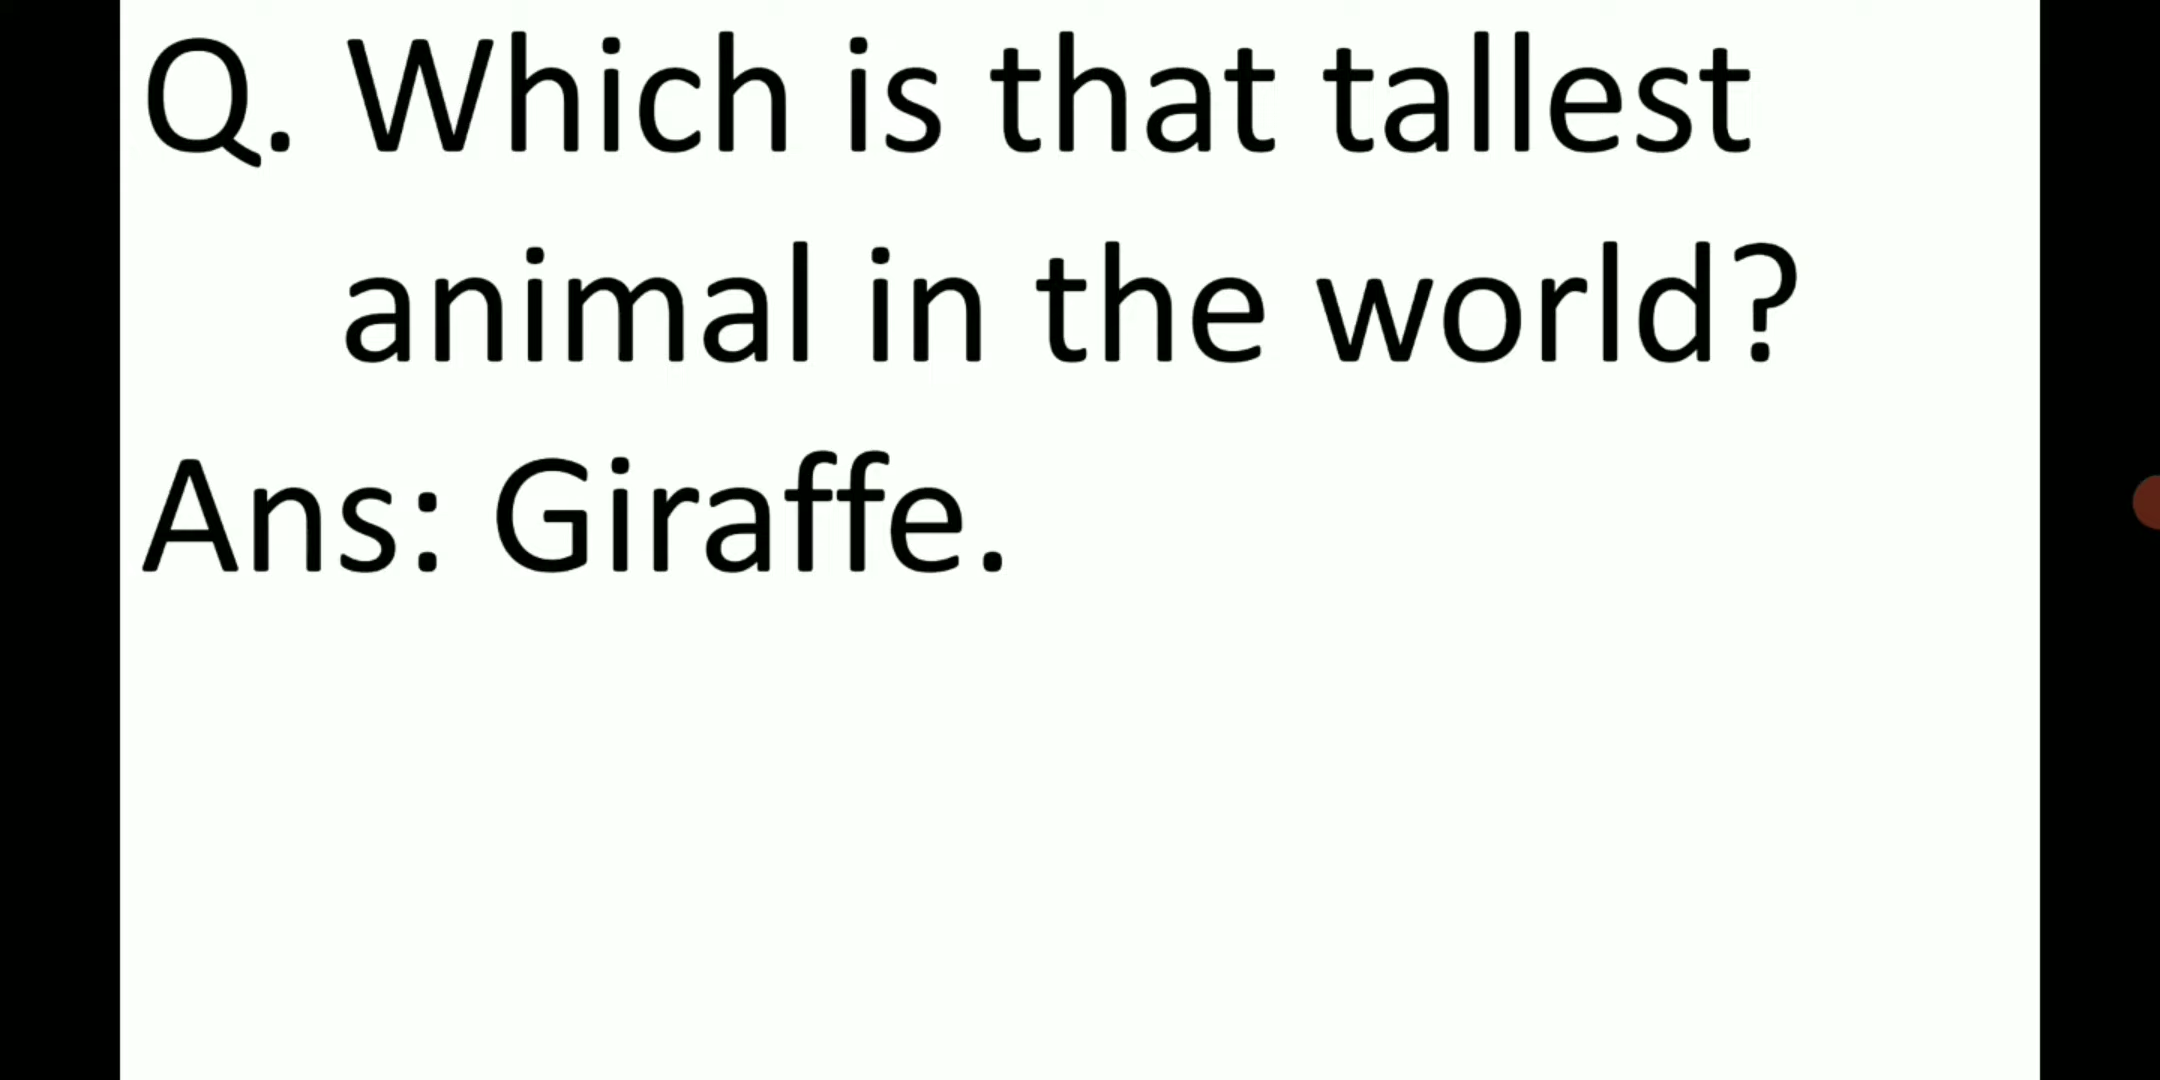 Q. Which is that tallest
animal in the world?
Ans: Giraffe.